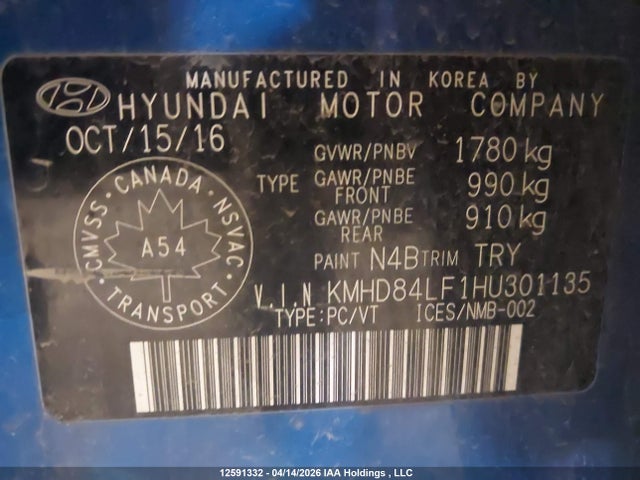 MANUFACTURED IN KOREA BY
HYUNDAI MOTOR COMPANY
OCT/15/16
GVWR/PNBV 1780 kg
TYPE GAWR/PNBE FRONT 990 kg
GAWR/PNBE REAR 910 kg
PAINT N4B TRIM TRY
CANADA
CMVSS NSVAC
A54
TRANSPORT
V.I.N KMHD84LF1HU301135
TYPE:PC/VT ICES/NMB-002
12591332 - 04/14/2026 IAA Holdings , LLC